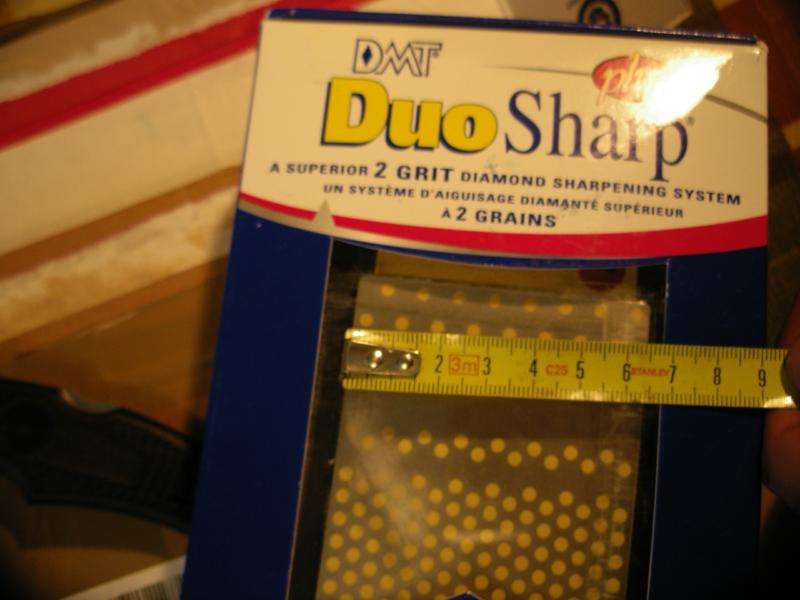 DMT
plus
Duo Sharp
A SUPERIOR 2 GRIT DIAMOND SHARPENING SYSTEM
UN SYSTÈME D'AIGUISAGE DIAMANTÉ SUPÉRIEUR
À 2 GRAINS
2 3m 3 4 C25 5 6 STANLEY 7 8 9